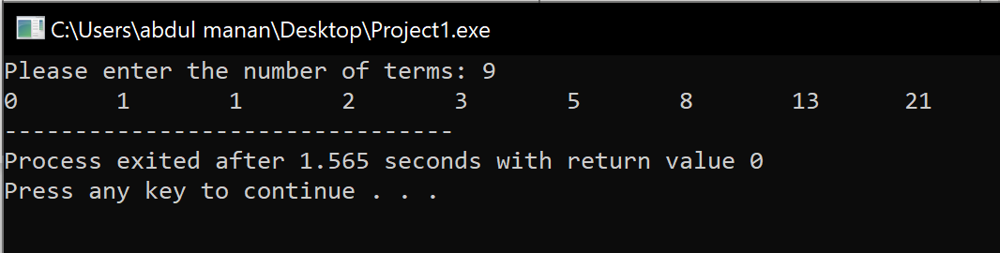 C:\Users\abdul manan\Desktop\Project1.exe
Please enter the number of terms: 9
0 1 1 2 3 5 8 13 21
--------------------------------
Process exited after 1.565 seconds with return value 0
Press any key to continue . . .